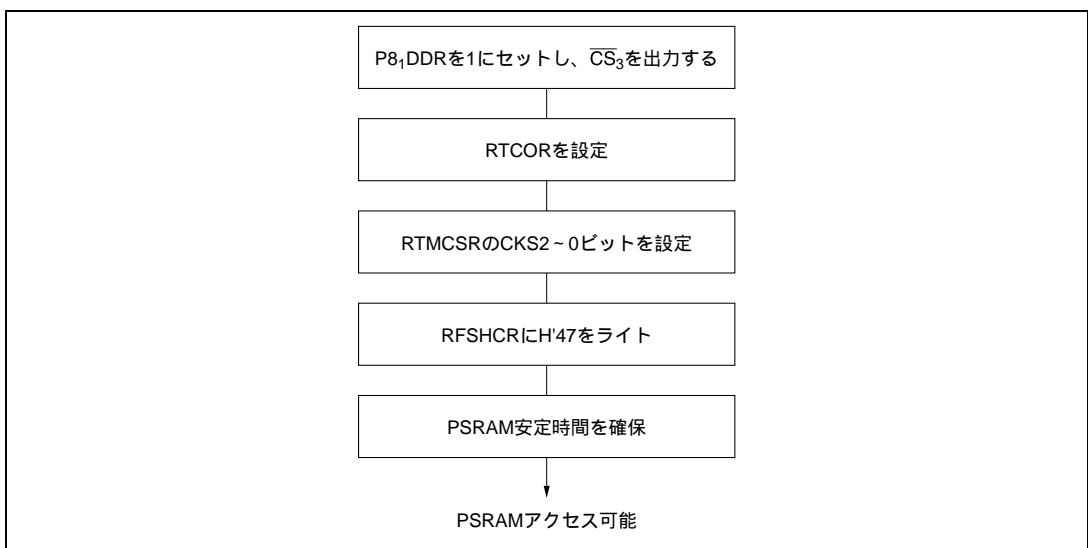 P8₁DDRを1にセットし、C̅S̅₃を出力する
RTCORを設定
RTMCSRのCKS2~0ビットを設定
RFSHCRにH'47をライト
PSRAM安定時間を確保
PSRAMアクセス可能